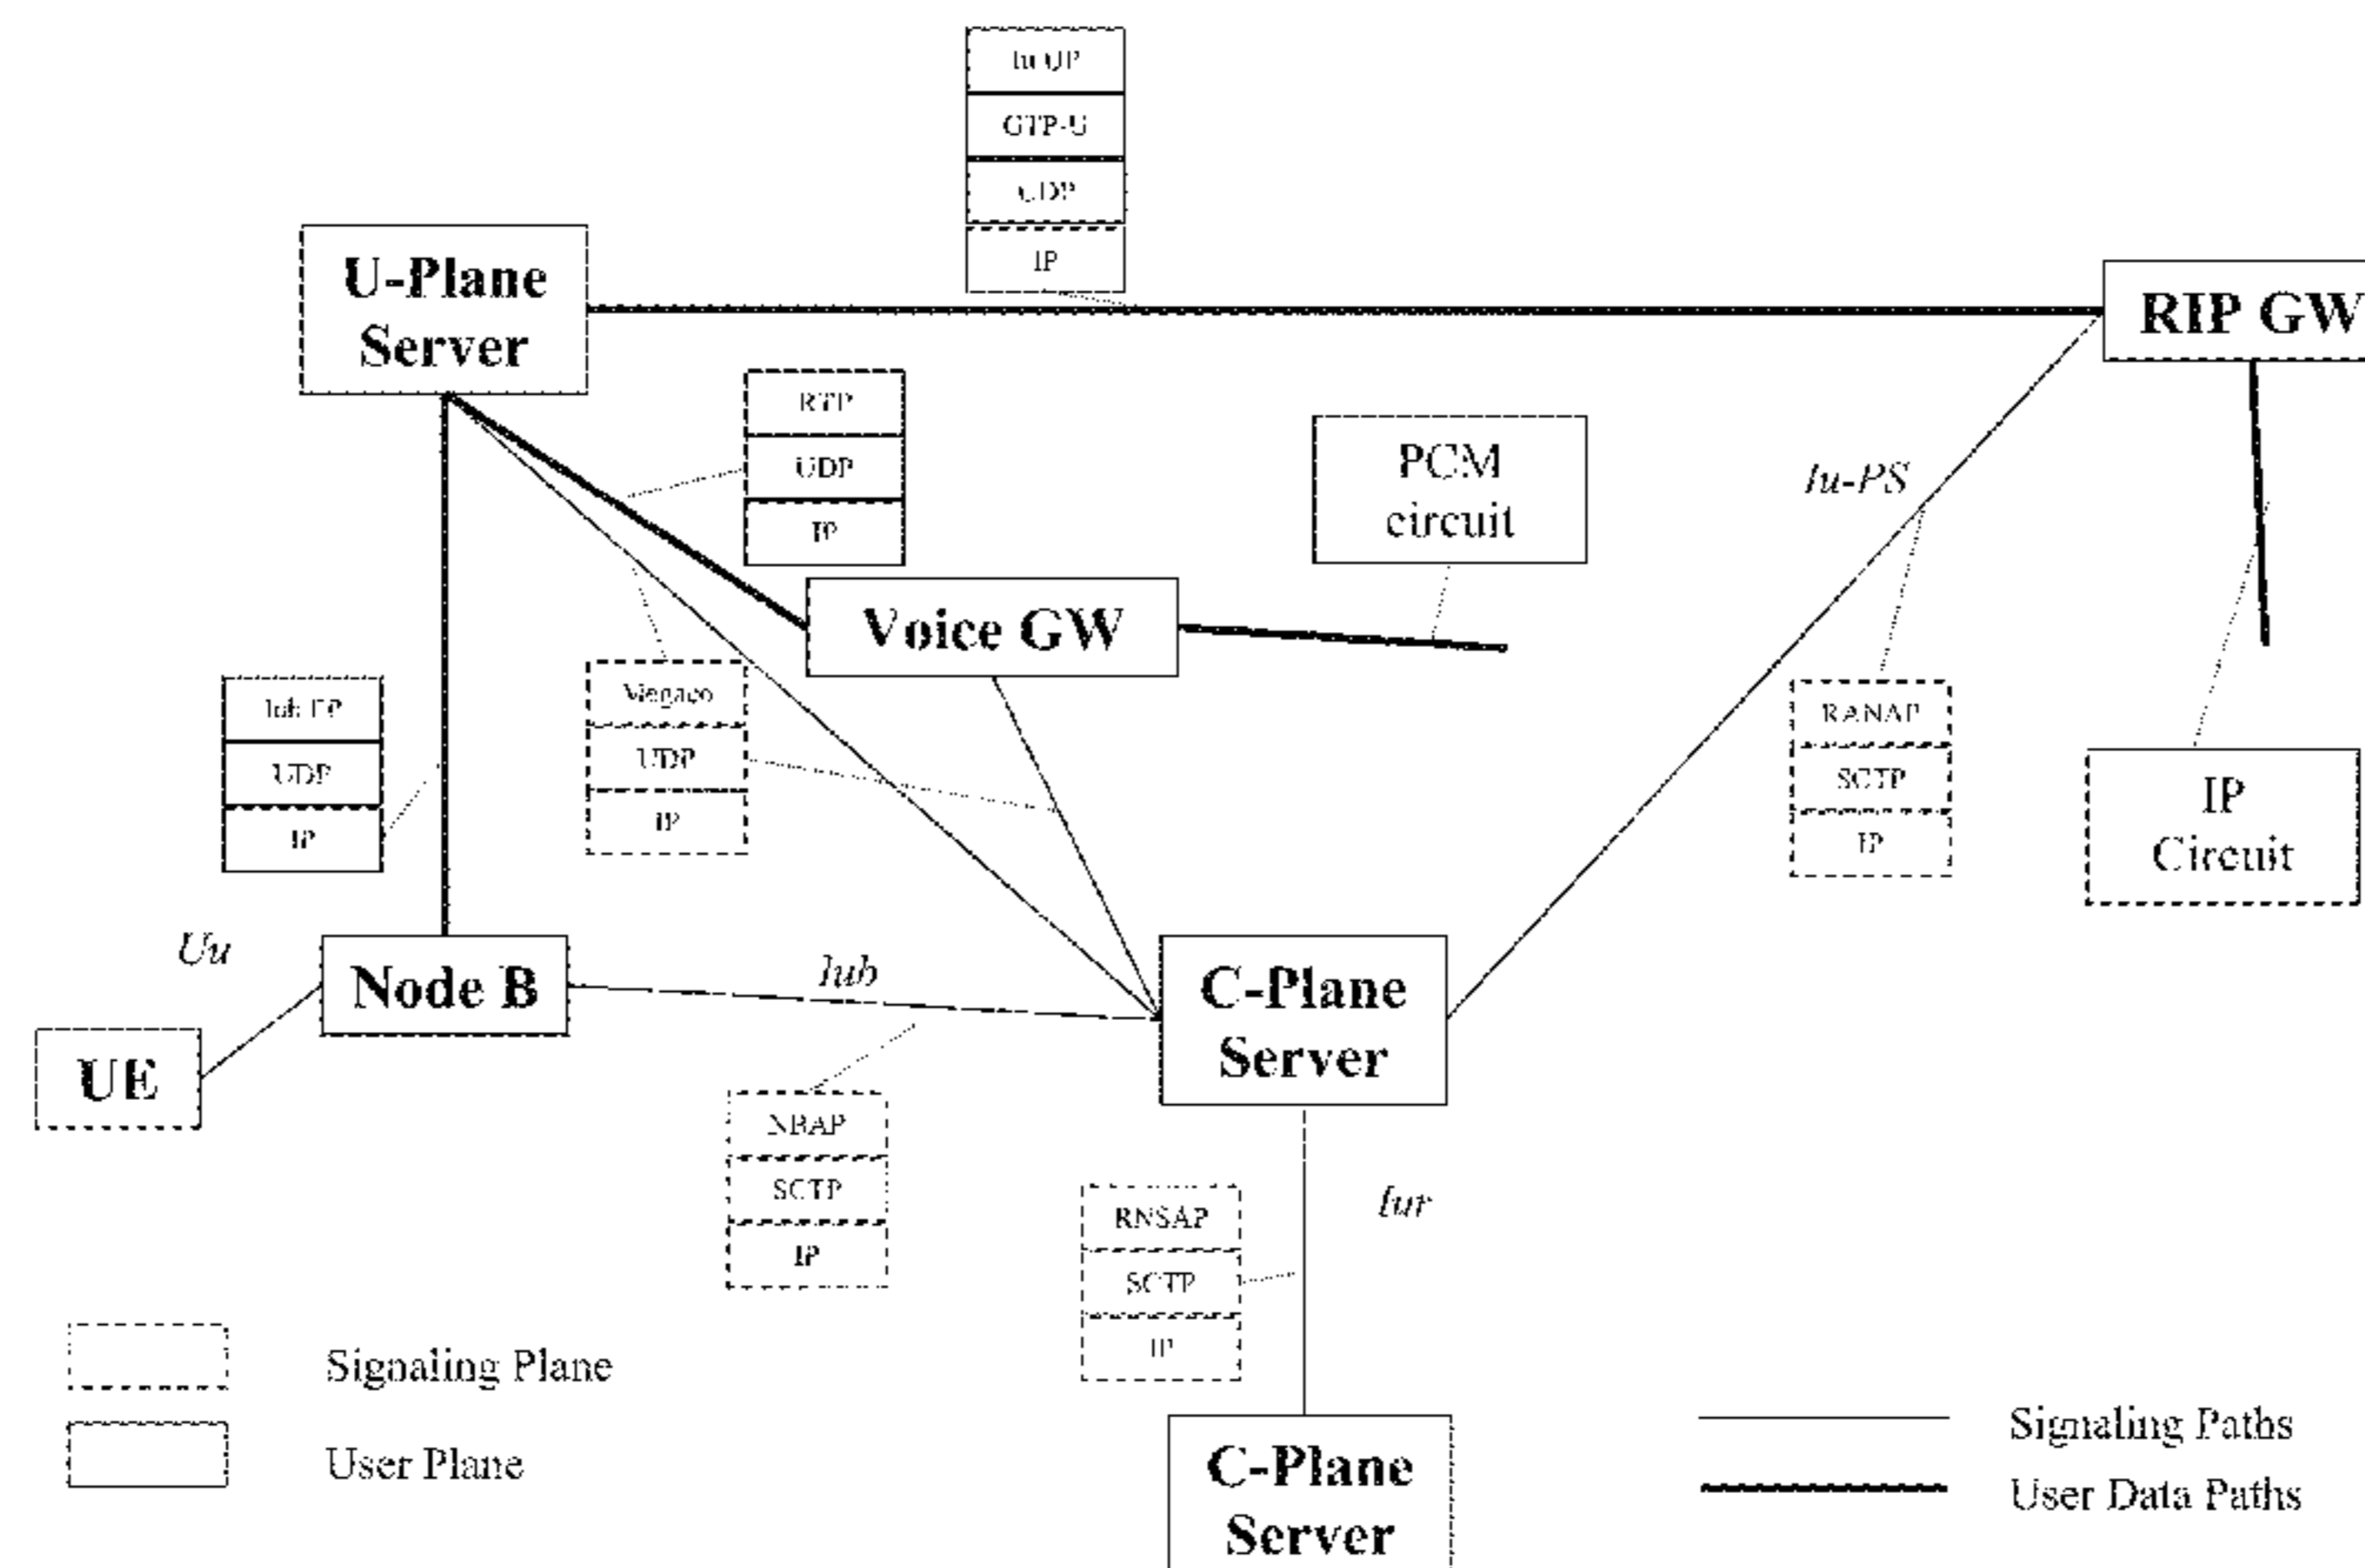 Iu UP
GTP-U
UDP
IP
U-Plane
Server
RIP GW
RTP
UDP
IP
PCM
circuit
Iu-PS
Voice GW
Megaco
UDP
IP
Iub FP
UDP
IP
RANAP
SCTP
IP
IP
Circuit
Uu
Node B
Iub
C-Plane
Server
UE
NBAP
SCTP
IP
RNSAP
SCTP
IP
Iur
Signaling Plane
User Plane
C-Plane
Server
Signaling Paths
User Data Paths